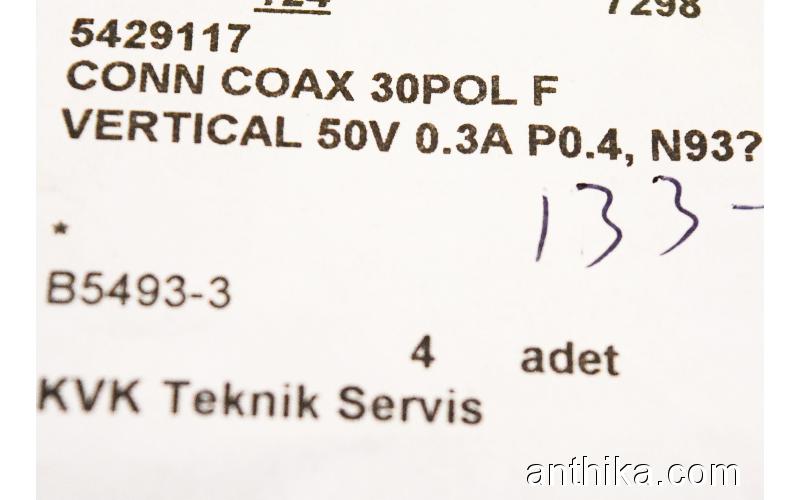 7298
5429117
CONN COAX 30POL F
VERTICAL 50V 0.3A P0.4, N93?
133-
*
B5493-3
4 adet
KVK Teknik Servis
anthika.com